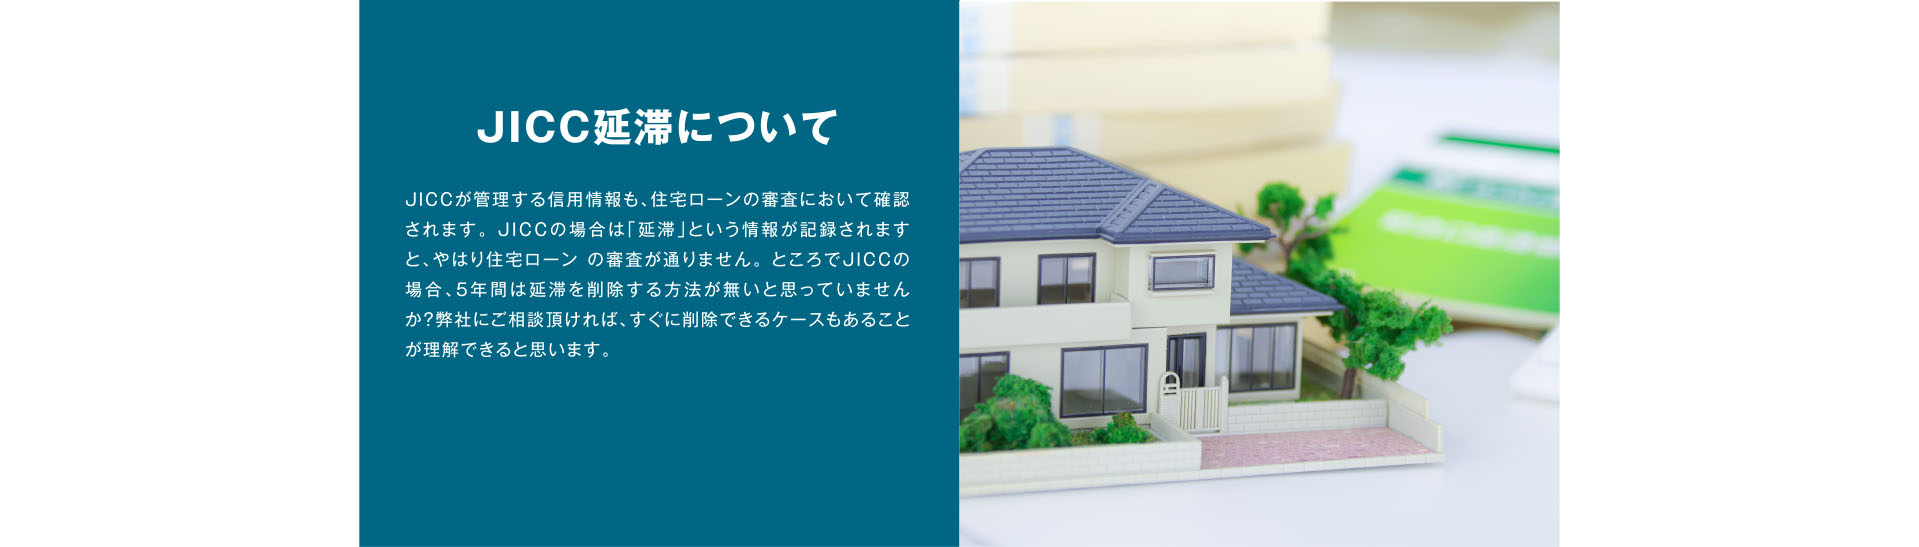 JICC延滞について
JICCが管理する信用情報も、住宅ローンの審査において確認
されます。JICCの場合は「延滞」という情報が記録されます
と、やはり住宅ローン の審査が通りません。ところでJICCの
場合、5年間は延滞を削除する方法が無いと思っていません
か?弊社にご相談頂ければ、すぐに削除できるケースもあること
が理解できると思います。